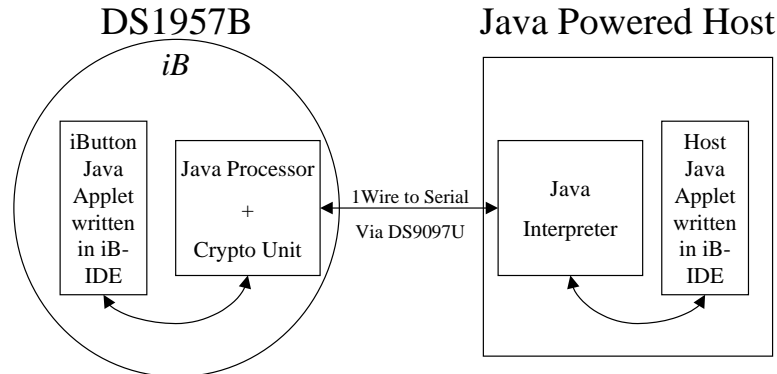 DS1957B
Java Powered Host
iB
iButton
Java
Applet
written
in iB-
IDE
Java Processor
+
Crypto Unit
1Wire to Serial
Via DS9097U
Java
Interpreter
Host
Java
Applet
written
in iB-
IDE